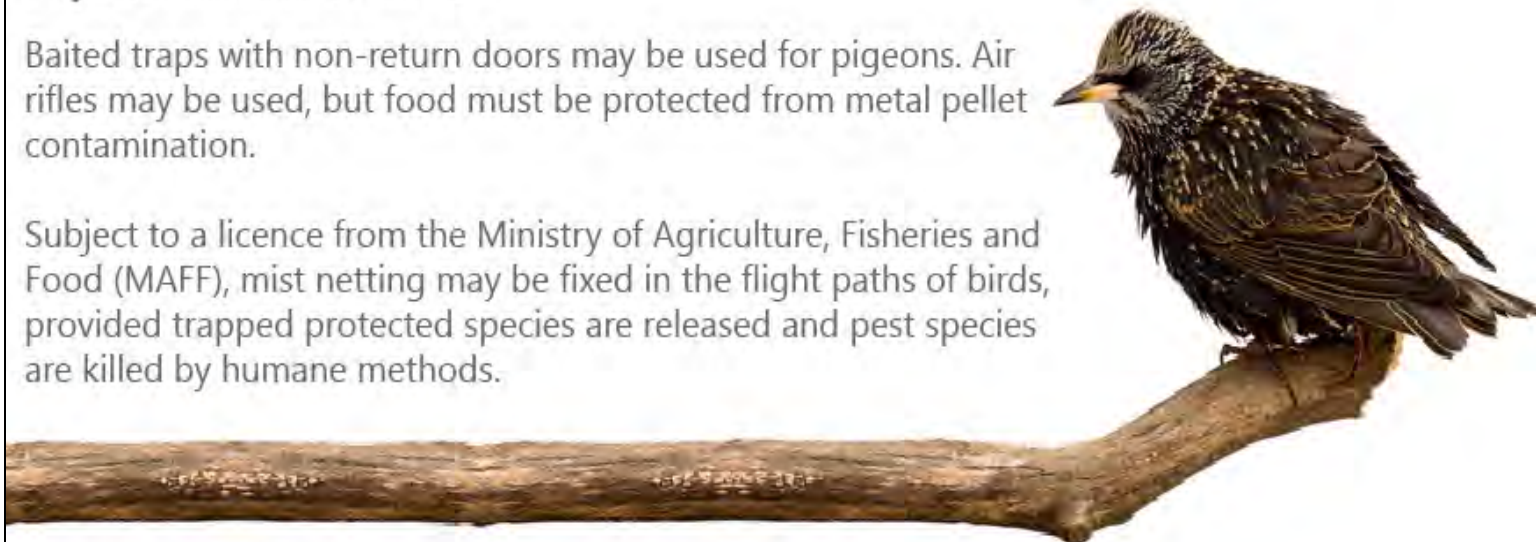 Baited traps with non-return doors may be used for pigeons. Air
rifles may be used, but food must be protected from metal pellet
contamination.
Subject to a licence from the Ministry of Agriculture, Fisheries and
Food (MAFF), mist netting may be fixed in the flight paths of birds,
provided trapped protected species are released and pest species
are killed by humane methods.